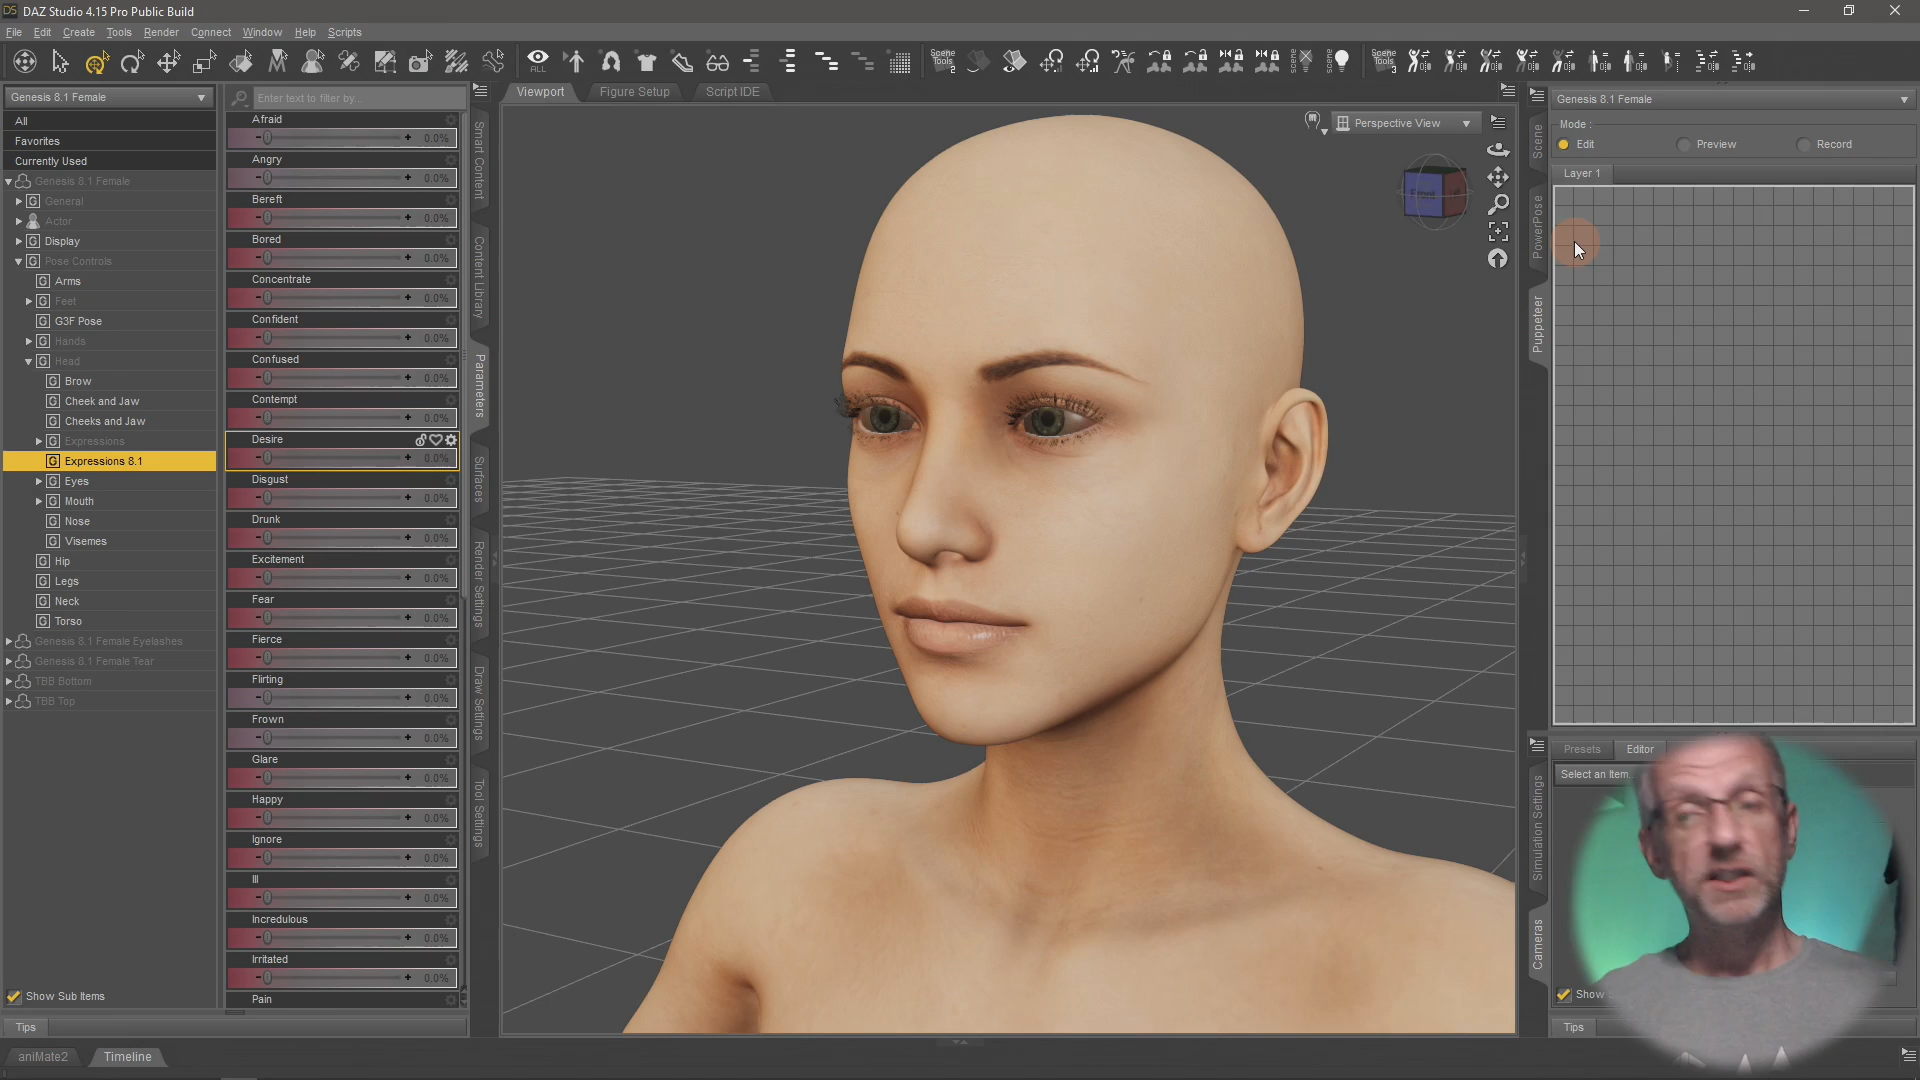 DAZ Studio 4.15 Pro Public Build
File Edit Create Tools Render Connect Window Help Scripts
ALL
Scene Tools 2
scene
scene
Scene Tools 3
Genesis 8.1 Female
All
Favorites
Currently Used
Genesis 8.1 Female
General
Actor
Display
Pose Controls
Arms
Feet
G3F Pose
Hands
Head
Brow
Cheek and Jaw
Cheeks and Jaw
Expressions
Expressions 8.1
Eyes
Mouth
Nose
Visemes
Hip
Legs
Neck
Torso
Genesis 8.1 Female Eyelashes
Genesis 8.1 Female Tear
TBB Bottom
TBB Top
Show Sub Items
Tips
Enter text to filter by...
Afraid
0.0%
Angry
0.0%
Bereft
0.0%
Bored
0.0%
Concentrate
0.0%
Confident
0.0%
Confused
0.0%
Contempt
0.0%
Desire
0.0%
Disgust
0.0%
Drunk
0.0%
Excitement
0.0%
Fear
0.0%
Fierce
0.0%
Flirting
0.0%
Frown
0.0%
Glare
0.0%
Happy
0.0%
Ignore
0.0%
Ill
0.0%
Incredulous
0.0%
Irritated
0.0%
Pain
Smart Content
Content Library
Parameters
Surfaces
Render Settings
Draw Settings
Tool Settings
Viewport Figure Setup Script IDE
Perspective View
Front
Scene
PowerPose
Puppeteer
Genesis 8.1 Female
Mode :
Edit Preview Record
Layer 1
Simulation Settings
Cameras
Presets Editor
Select an Item...
Show
Tips
aniMate2 Timeline